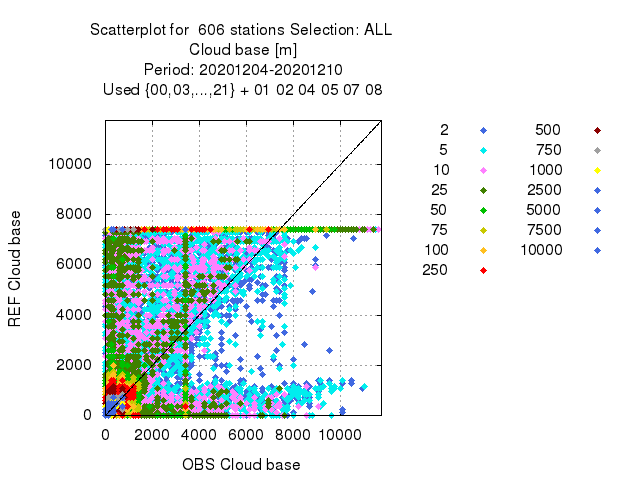 Scatterplot for  606 stations Selection: ALL
Cloud base [m]
Period: 20201204-20201210
Used {00,03,...,21} + 01 02 04 05 07 08
REF Cloud base
10000
8000
6000
4000
2000
0
0 2000 4000 6000 8000 10000
OBS Cloud base
2 500
5 750
10 1000
25 2500
50 5000
75 7500
100 10000
250